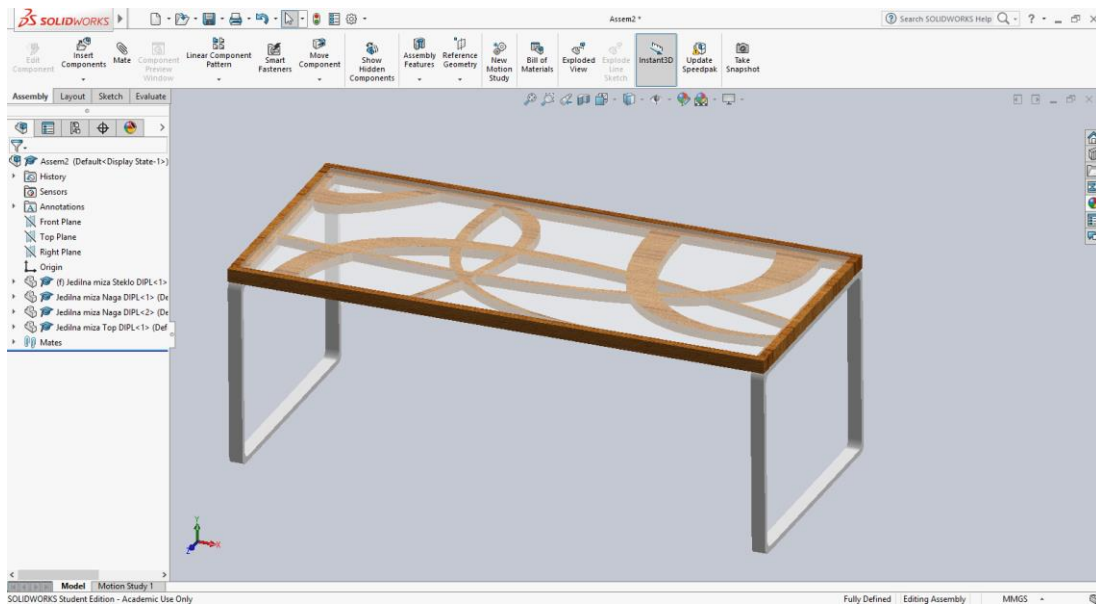 SOLIDWORKS
Assem2 *
Search SOLIDWORKS Help
Edit Component
Insert Components
Mate
Component Preview Window
Linear Component Pattern
Smart Fasteners
Move Component
Show Hidden Components
Assembly Features
Reference Geometry
New Motion Study
Bill of Materials
Exploded View
Explode Line Sketch
Instant3D
Update Speedpak
Take Snapshot
Assembly Layout Sketch Evaluate
Assem2 (Default<Display State-1>)
History
Sensors
Annotations
Front Plane
Top Plane
Right Plane
Origin
(f) Jedilna miza Steklo DIPL<1>
Jedilna miza Naga DIPL<1> (De
Jedilna miza Naga DIPL<2> (De
Jedilna miza Top DIPL<1> (Def
Mates
Y
X
Z
Model Motion Study 1
SOLIDWORKS Student Edition - Academic Use Only
Fully Defined Editing Assembly MMGS